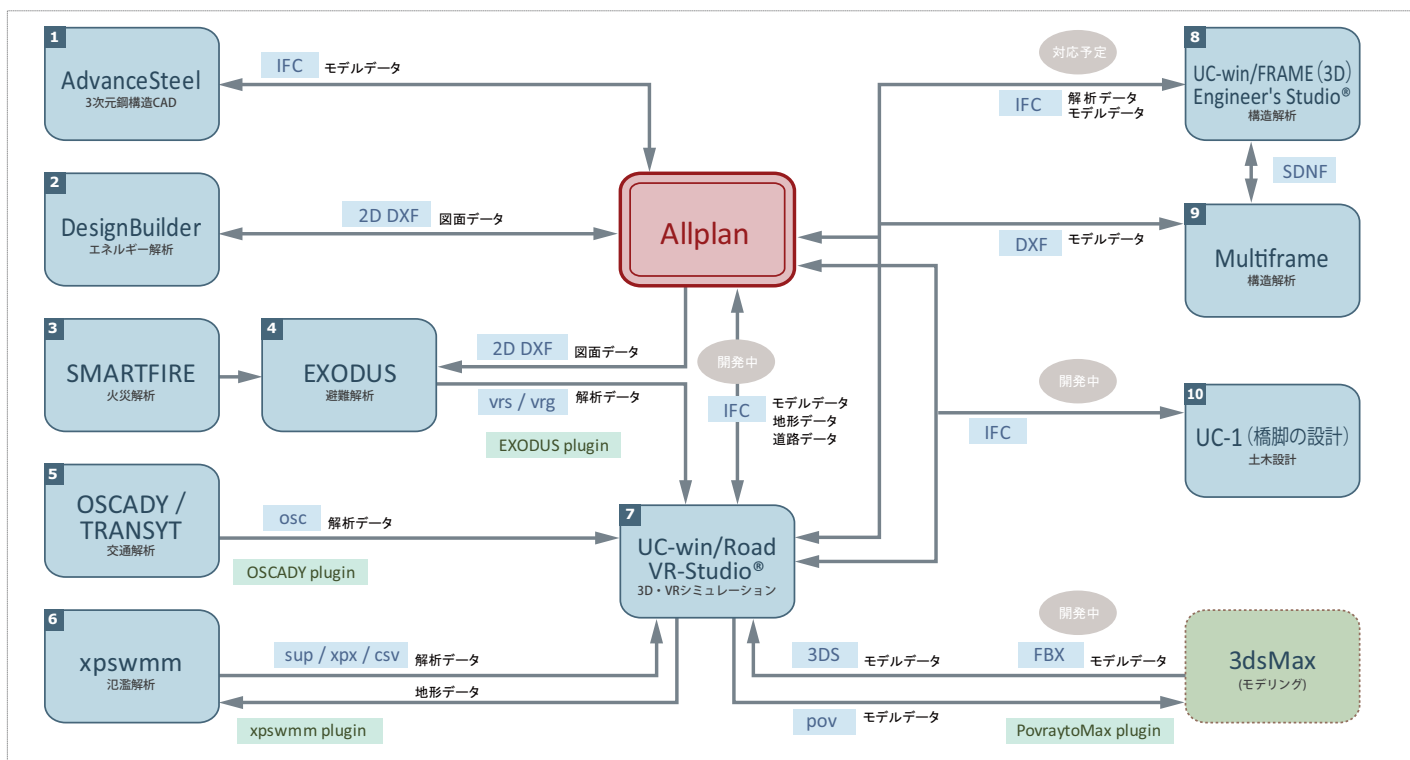 1
AdvanceSteel
3次元鋼構造CAD
IFC モデルデータ
対応予定
IFC 解析データ
モデルデータ
8
UC-win/FRAME(3D)
Engineer's Studio®
構造解析
SDNF
2
DesignBuilder
エネルギー解析
2D DXF 図面データ
Allplan
DXF モデルデータ
9
Multiframe
構造解析
3
SMARTFIRE
火災解析
4
EXODUS
避難解析
2D DXF 図面データ
vrs / vrg 解析データ
EXODUS plugin
開発中
IFC モデルデータ
地形データ
道路データ
開発中
IFC
10
UC-1(橋脚の設計)
土木設計
5
OSCADY /
TRANSYT
交通解析
osc 解析データ
OSCADY plugin
7
UC-win/Road
VR-Studio®
3D・VRシミュレーション
6
xpswmm
氾濫解析
sup / xpx / csv 解析データ
地形データ
xpswmm plugin
開発中
3DS モデルデータ
FBX モデルデータ
pov モデルデータ
PovraytoMax plugin
3dsMax
(モデリング)